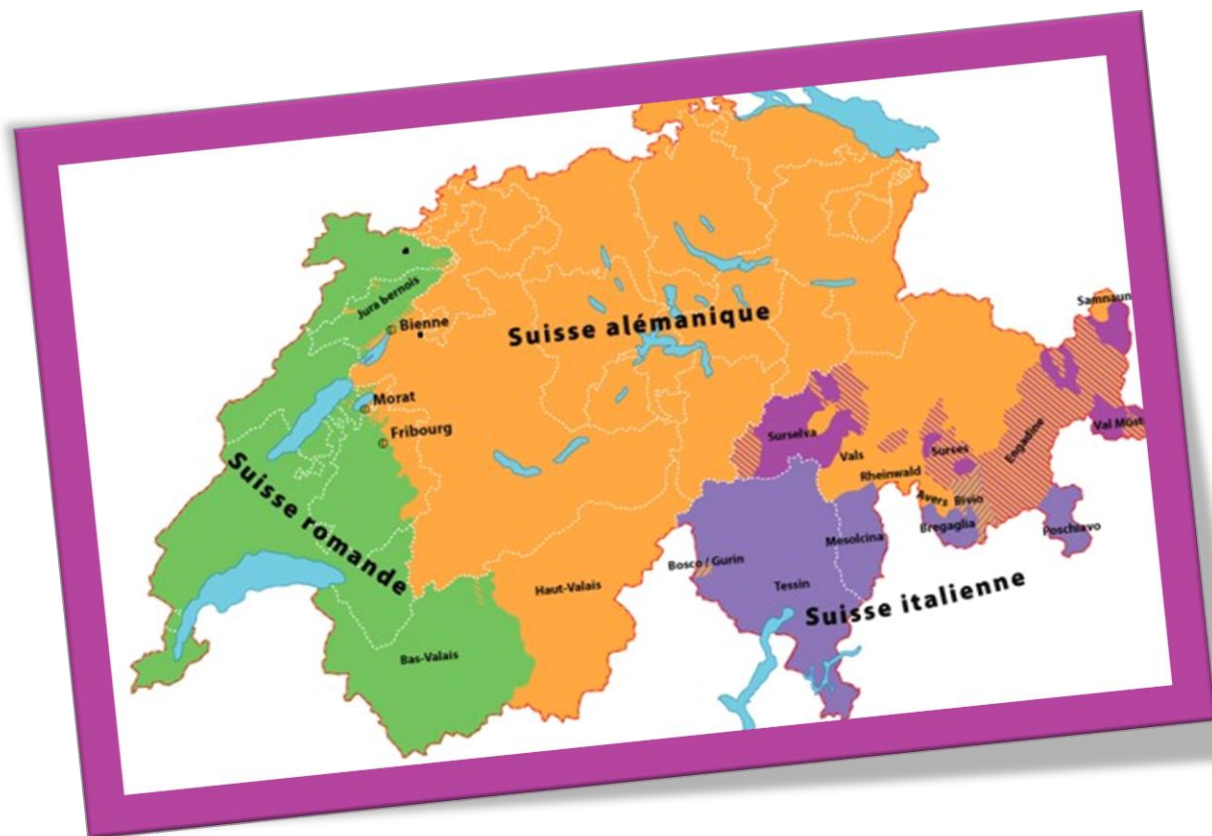 Samnaun
Jura bernois
Bienne
Suisse alémanique
Morat
Fribourg
Surselva
Vals
Rheinwald
Surses
Engadine
Val Müst
Avers
Bivio
Bregaglia
Poschiavo
Suisse romande
Bosco / Gurin
Mesolcina
Haut-Valais
Tessin
Suisse italienne
Bas-Valais